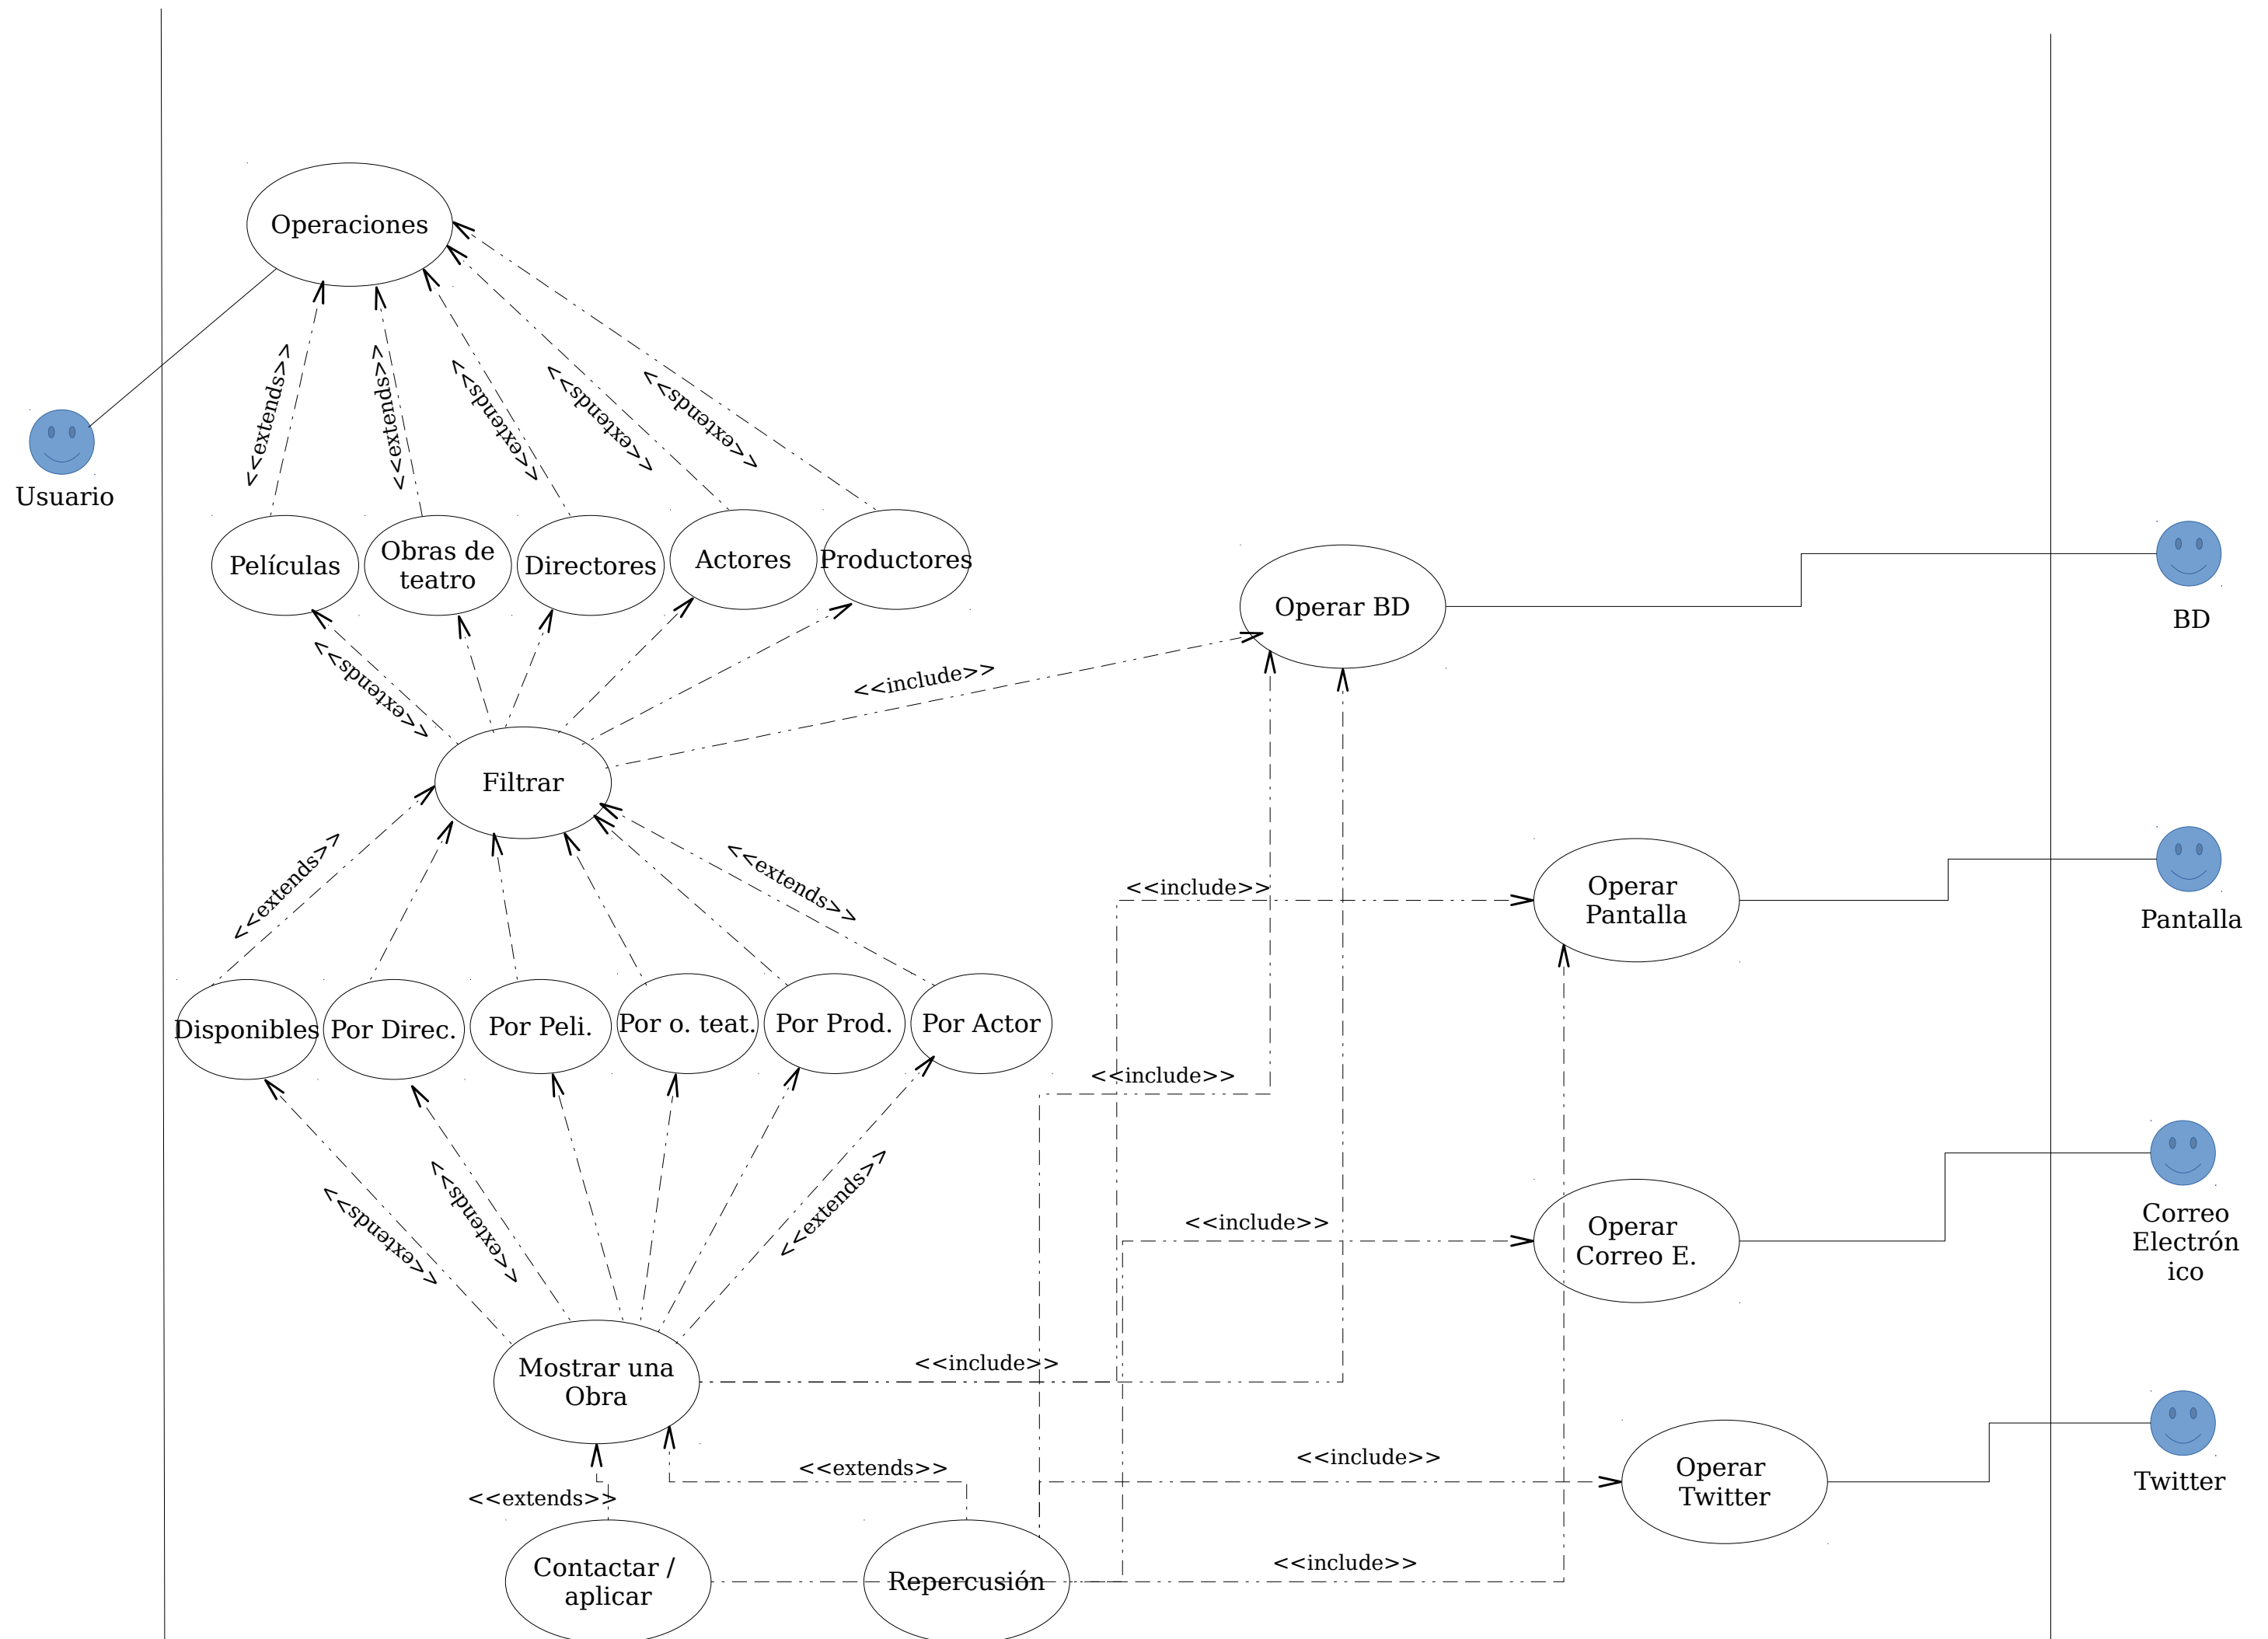 Operaciones
<<extends>>
<<extends>>
<<extends>>
<<extends>>
<<extends>>
Usuario
Películas
Obras de
teatro
Directores
Actores
Productores
Operar BD
BD
<<extends>>
<<include>>
Filtrar
<<extends>>
<<extends>>
<<include>>
Operar
Pantalla
Pantalla
Disponibles
Por Direc.
Por Peli.
Por o. teat.
Por Prod.
Por Actor
<<include>>
<<extends>>
<<extends>>
<<extends>>
<<include>>
Operar
Correo E.
Correo
Electrón
ico
Mostrar una
Obra
<<include>>
<<extends>>
<<extends>>
<<include>>
Operar
Twitter
Twitter
Contactar /
aplicar
Repercusión
<<include>>